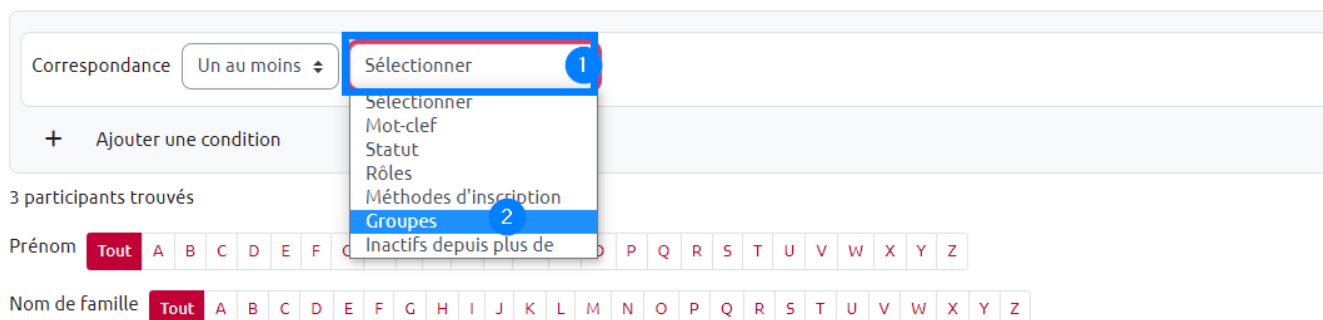 Correspondance Un au moins Sélectionner 1
Sélectionner
Mot-clef
+ Ajouter une condition
Statut
Rôles
3 participants trouvés
Méthodes d'inscription
Groupes 2
Inactifs depuis plus de
Prénom Tout A B C D E F P Q R S T U V W X Y Z
Nom de famille Tout A B C D E F G H I J K L M N O P Q R S T U V W X Y Z